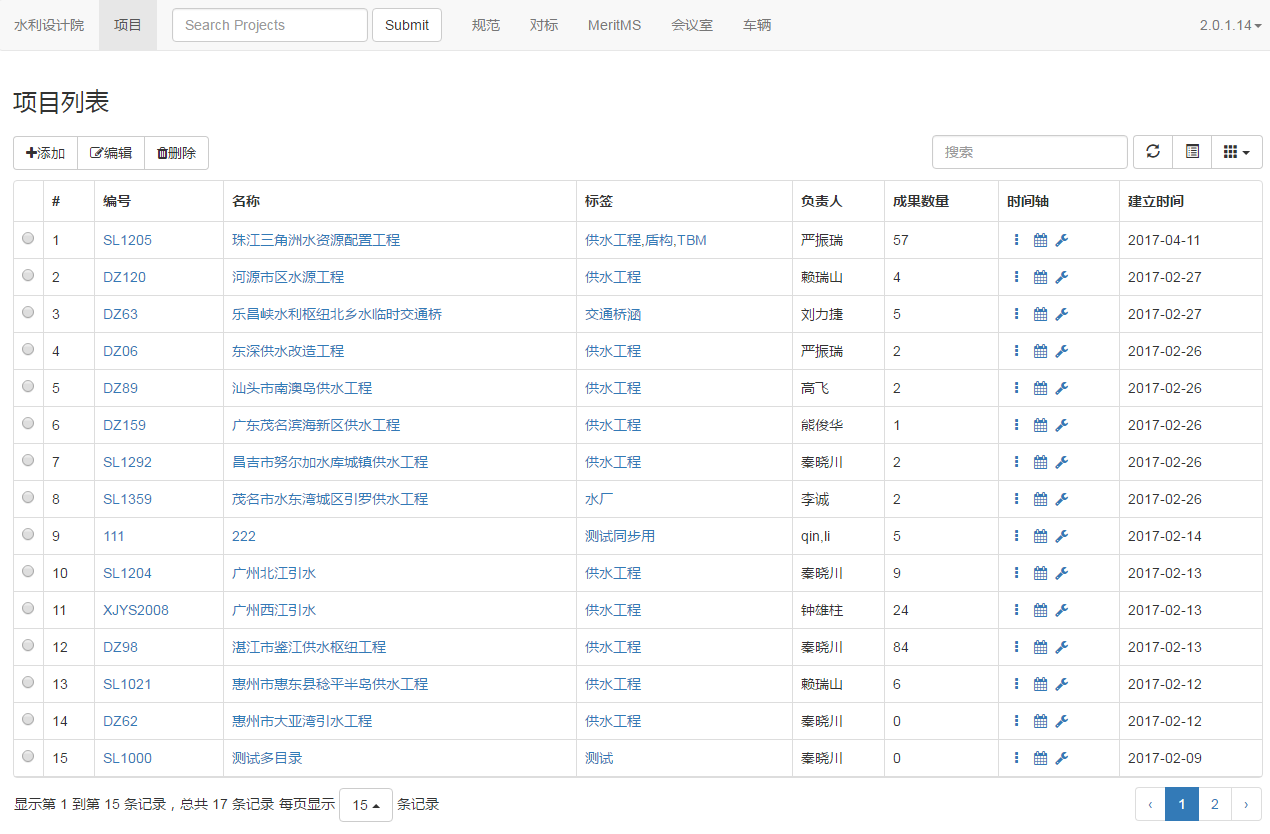 水利设计院 项目 Search Projects Submit 规范 对标 MeritMS 会议室 车辆 2.0.1.14
项目列表
添加 编辑 删除 搜索
# 编号 名称 标签 负责人 成果数量 时间轴 建立时间
1 SL1205 珠江三角洲水资源配置工程 供水工程,盾构,TBM 严振瑞 57 2017-04-11
2 DZ120 河源市区水源工程 供水工程 赖瑞山 4 2017-02-27
3 DZ63 乐昌峡水利枢纽北乡水临时交通桥 交通桥涵 刘力捷 5 2017-02-27
4 DZ06 东深供水改造工程 供水工程 严振瑞 2 2017-02-26
5 DZ89 汕头市南澳岛供水工程 供水工程 高飞 2 2017-02-26
6 DZ159 广东茂名滨海新区供水工程 供水工程 熊俊华 1 2017-02-26
7 SL1292 昌吉市努尔加水库城镇供水工程 供水工程 秦晓川 2 2017-02-26
8 SL1359 茂名市水东湾城区引罗供水工程 水厂 李诚 2 2017-02-26
9 111 222 测试同步用 qin,li 5 2017-02-14
10 SL1204 广州北江引水 供水工程 秦晓川 9 2017-02-13
11 XJYS2008 广州西江引水 供水工程 钟雄柱 24 2017-02-13
12 DZ98 湛江市鉴江供水枢纽工程 供水工程 秦晓川 84 2017-02-13
13 SL1021 惠州市惠东县稔平半岛供水工程 供水工程 赖瑞山 6 2017-02-12
14 DZ62 惠州市大亚湾引水工程 供水工程 秦晓川 0 2017-02-12
15 SL1000 测试多目录 测试 秦晓川 0 2017-02-09
显示第 1 到第 15 条记录，总共 17 条记录 每页显示 15 条记录 ‹ 1 2 ›